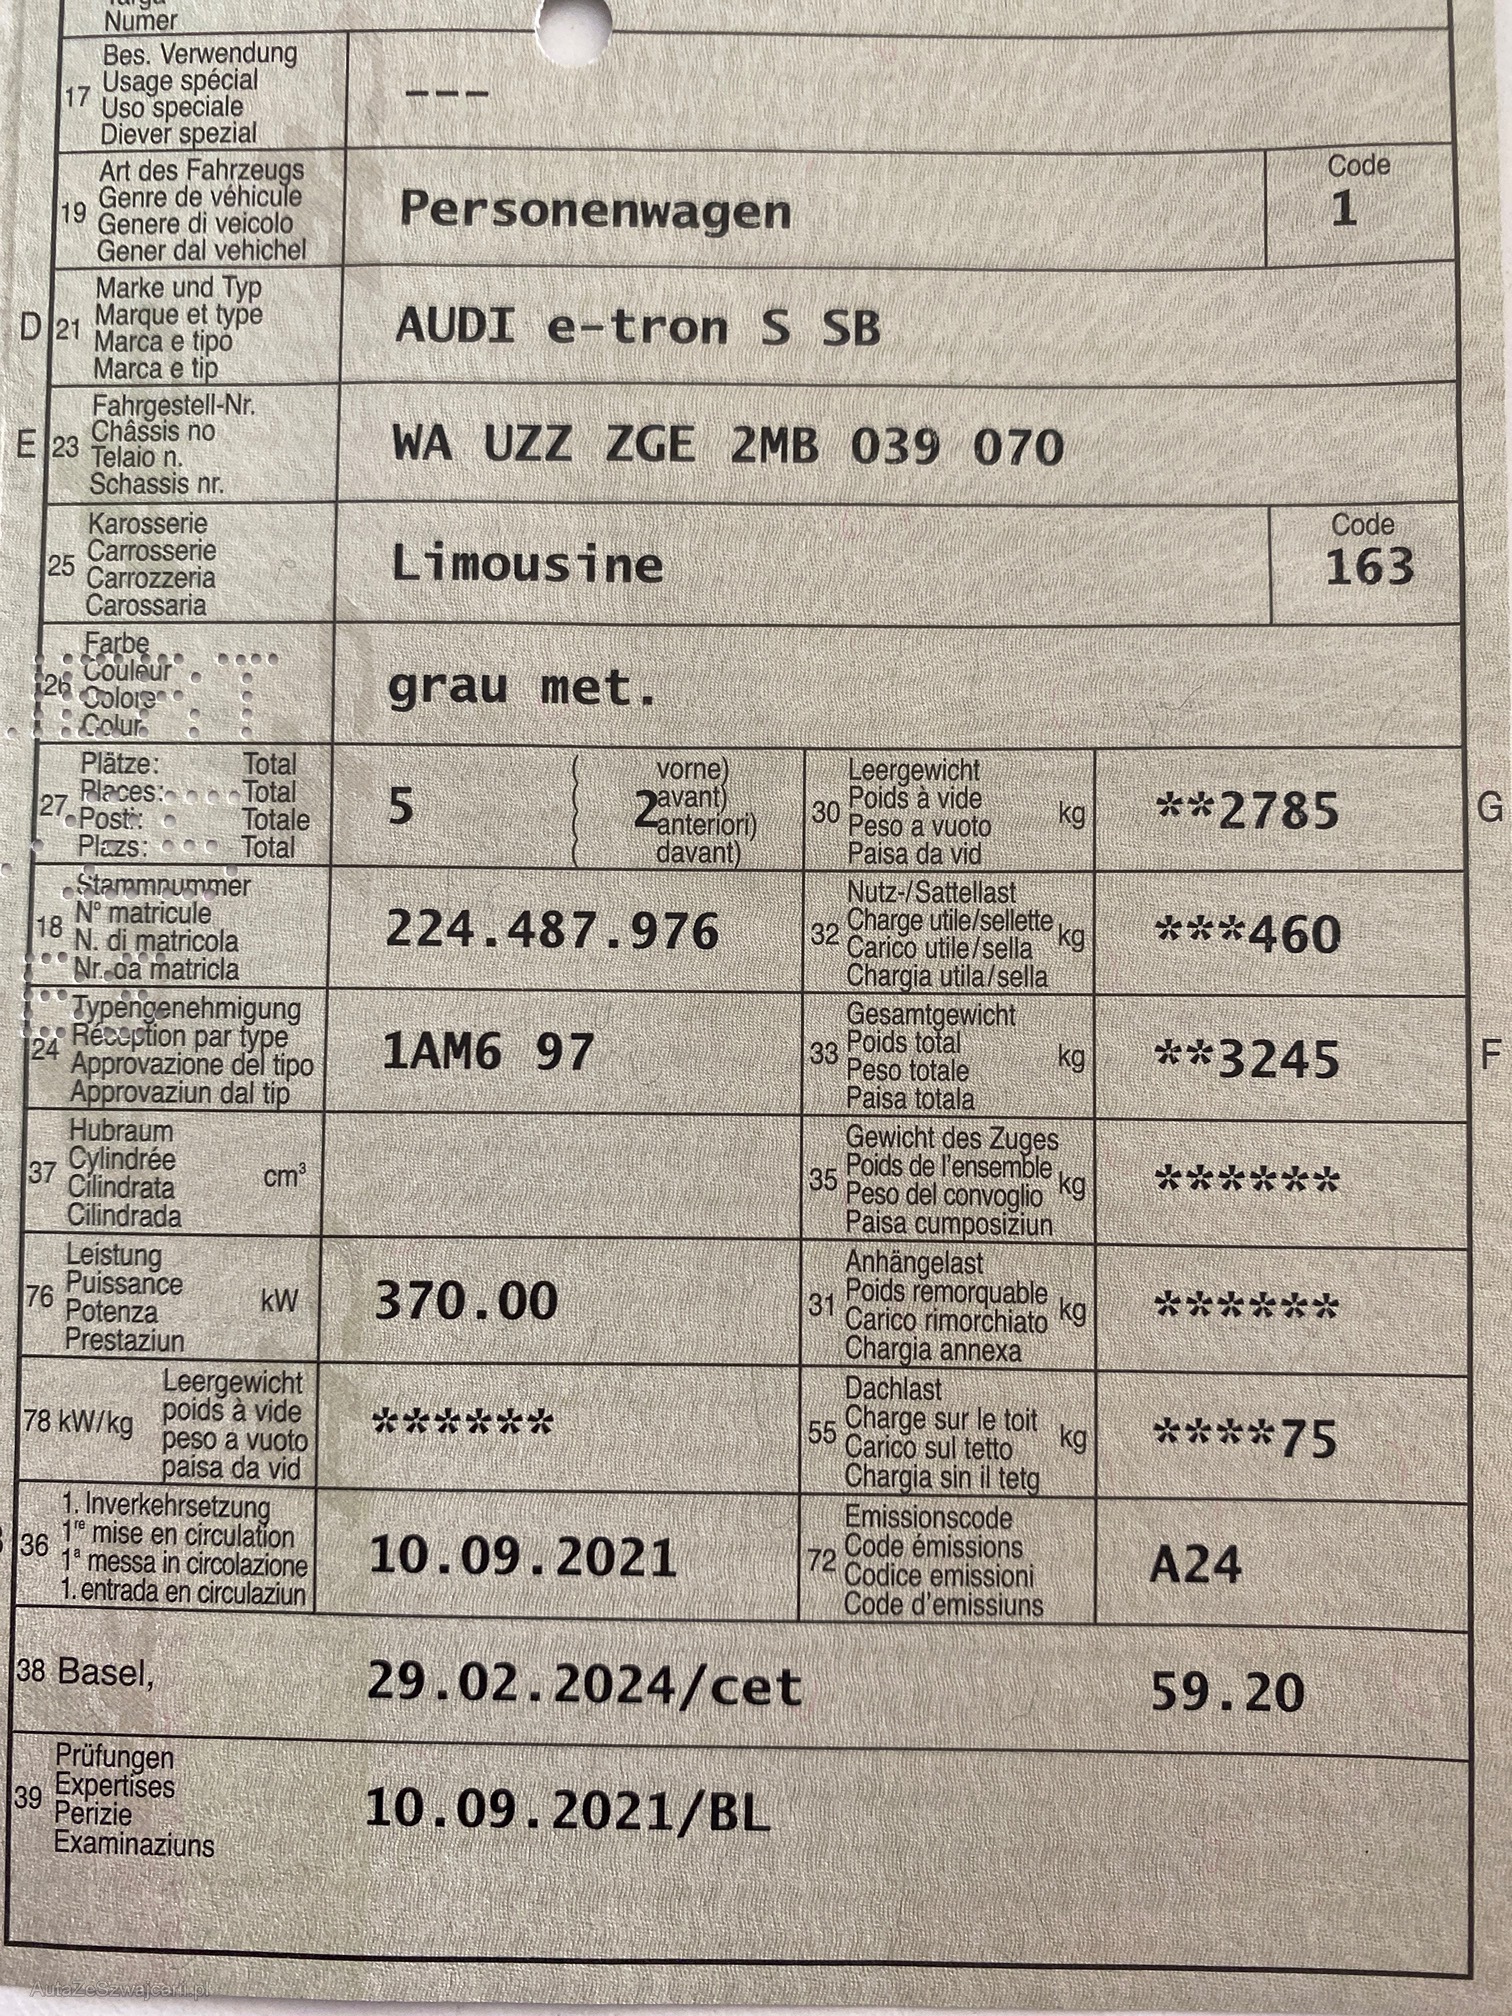 Numer
17 Bes. Verwendung
Usage spécial
Uso speciale
Diever spezial
---
19 Art des Fahrzeugs
Genre de véhicule
Genere di veicolo
Gener dal vehichel
Personenwagen
Code
1
D 21 Marke und Typ
Marque et type
Marca e tipo
Marca e tip
AUDI e-tron S SB
E 23 Fahrgestell-Nr.
Châssis no
Telaio n.
Schassis nr.
WA UZZ ZGE 2MB 039 070
25 Karosserie
Carrosserie
Carrozzeria
Carossaria
Limousine
Code
163
26 Farbe
Couleur
Colore
Colur
grau met.
27 Plätze: Total
Places: Total
Post: Totale
Plazs: Total
5
2
( vorne)
( avant)
( anteriori)
( davant)
30 Leergewicht
Poids à vide
Peso a vuoto
Paisa da vid
kg
**2785
G
18 Stammnummer
N° matricule
N. di matricola
Nr. da matricla
224.487.976
32 Nutz-/Sattellast
Charge utile/sellette
Carico utile/sella
Chargia utila/sella
kg
***460
24 Typengenehmigung
Réception par type
Approvazione del tipo
Approvaziun dal tip
1AM6 97
33 Gesamtgewicht
Poids total
Peso totale
Paisa totala
kg
**3245
F
37 Hubraum
Cylindrée
Cilindrata
Cilindrada
cm³
35 Gewicht des Zuges
Poids de l'ensemble
Peso del convoglio
Paisa cumposiziun
kg
******
76 Leistung
Puissance
Potenza
Prestaziun
kW
370.00
31 Anhängelast
Poids remorquable
Carico rimorchiato
Chargia annexa
kg
******
78 kW/kg
Leergewicht
poids à vide
peso a vuoto
paisa da vid
******
55 Dachlast
Charge sur le toit
Carico sul tetto
Chargia sin il tetg
kg
****75
36 1. Inverkehrsetzung
1re mise en circulation
1a messa in circolazione
1. entrada en circulaziun
10.09.2021
72 Emissionscode
Code émissions
Codice emissioni
Code d'emissiuns
A24
38 Basel,
29.02.2024/cet
59.20
39 Prüfungen
Expertises
Perizie
Examinaziuns
10.09.2021/BL
AutaZeSzwajcarii.pl